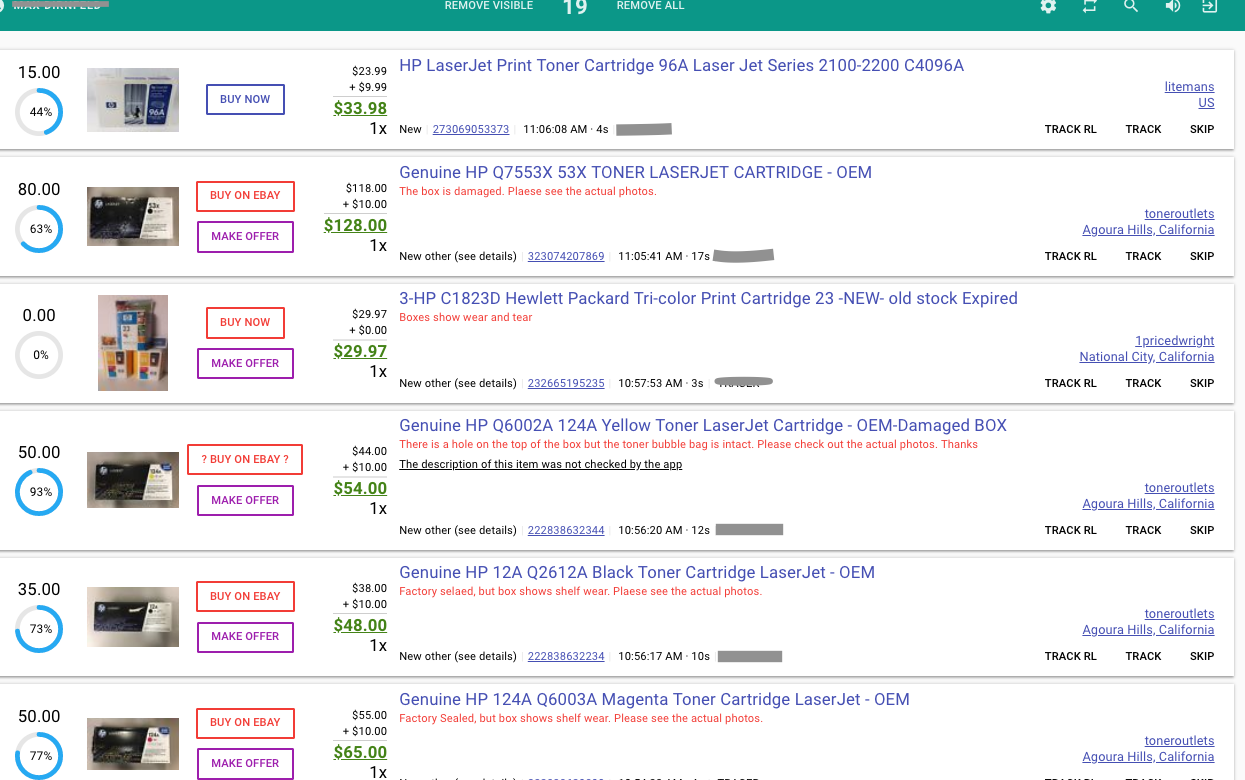 REMOVE VISIBLE 19 REMOVE ALL
15.00
44%
BUY NOW
$23.99
+ $9.99
$33.98
1x
HP LaserJet Print Toner Cartridge 96A Laser Jet Series 2100-2200 C4096A
litemans
US
New 273069053373 11:06:08 AM · 4s
TRACK RL TRACK SKIP
80.00
63%
BUY ON EBAY
MAKE OFFER
$118.00
+ $10.00
$128.00
1x
Genuine HP Q7553X 53X TONER LASERJET CARTRIDGE - OEM
The box is damaged. Plaese see the actual photos.
toneroutlets
Agoura Hills, California
New other (see details) 323074207869 11:05:41 AM · 17s
TRACK RL TRACK SKIP
0.00
0%
BUY NOW
MAKE OFFER
$29.97
+ $0.00
$29.97
1x
3-HP C1823D Hewlett Packard Tri-color Print Cartridge 23 -NEW- old stock Expired
Boxes show wear and tear
1pricedwright
National City, California
New other (see details) 232665195235 10:57:53 AM · 3s
TRACK RL TRACK SKIP
50.00
93%
? BUY ON EBAY ?
MAKE OFFER
$44.00
+ $10.00
$54.00
1x
Genuine HP Q6002A 124A Yellow Toner LaserJet Cartridge - OEM-Damaged BOX
There is a hole on the top of the box but the toner bubble bag is intact. Please check out the actual photos. Thanks
The description of this item was not checked by the app
toneroutlets
Agoura Hills, California
New other (see details) 222838632344 10:56:20 AM · 12s
TRACK RL TRACK SKIP
35.00
73%
BUY ON EBAY
MAKE OFFER
$38.00
+ $10.00
$48.00
1x
Genuine HP 12A Q2612A Black Toner Cartridge LaserJet - OEM
Factory selaed, but box shows shelf wear. Plaese see the actual photos.
toneroutlets
Agoura Hills, California
New other (see details) 222838632234 10:56:17 AM · 10s
TRACK RL TRACK SKIP
50.00
77%
BUY ON EBAY
MAKE OFFER
$55.00
+ $10.00
$65.00
1x
Genuine HP 124A Q6003A Magenta Toner Cartridge LaserJet - OEM
Factory Sealed, but box shows shelf wear. Please see the actual photos.
toneroutlets
Agoura Hills, California